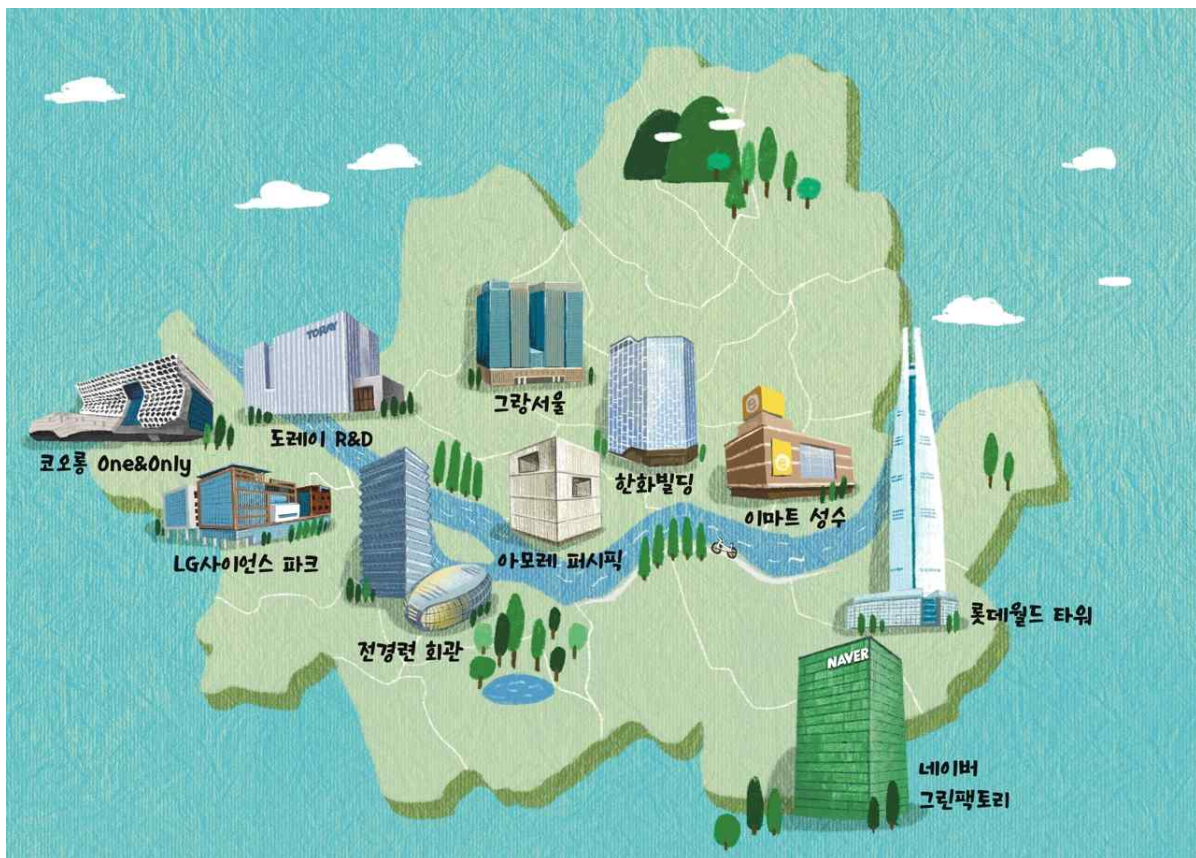 TORAY
그랑서울
도레이 R&D
코오롱 One&Only
한화빌딩
이마트 성수
LG사이언스 파크
아모레 퍼시픽
롯데월드 타워
전경련 회관
NAVER
네이버
그린팩토리